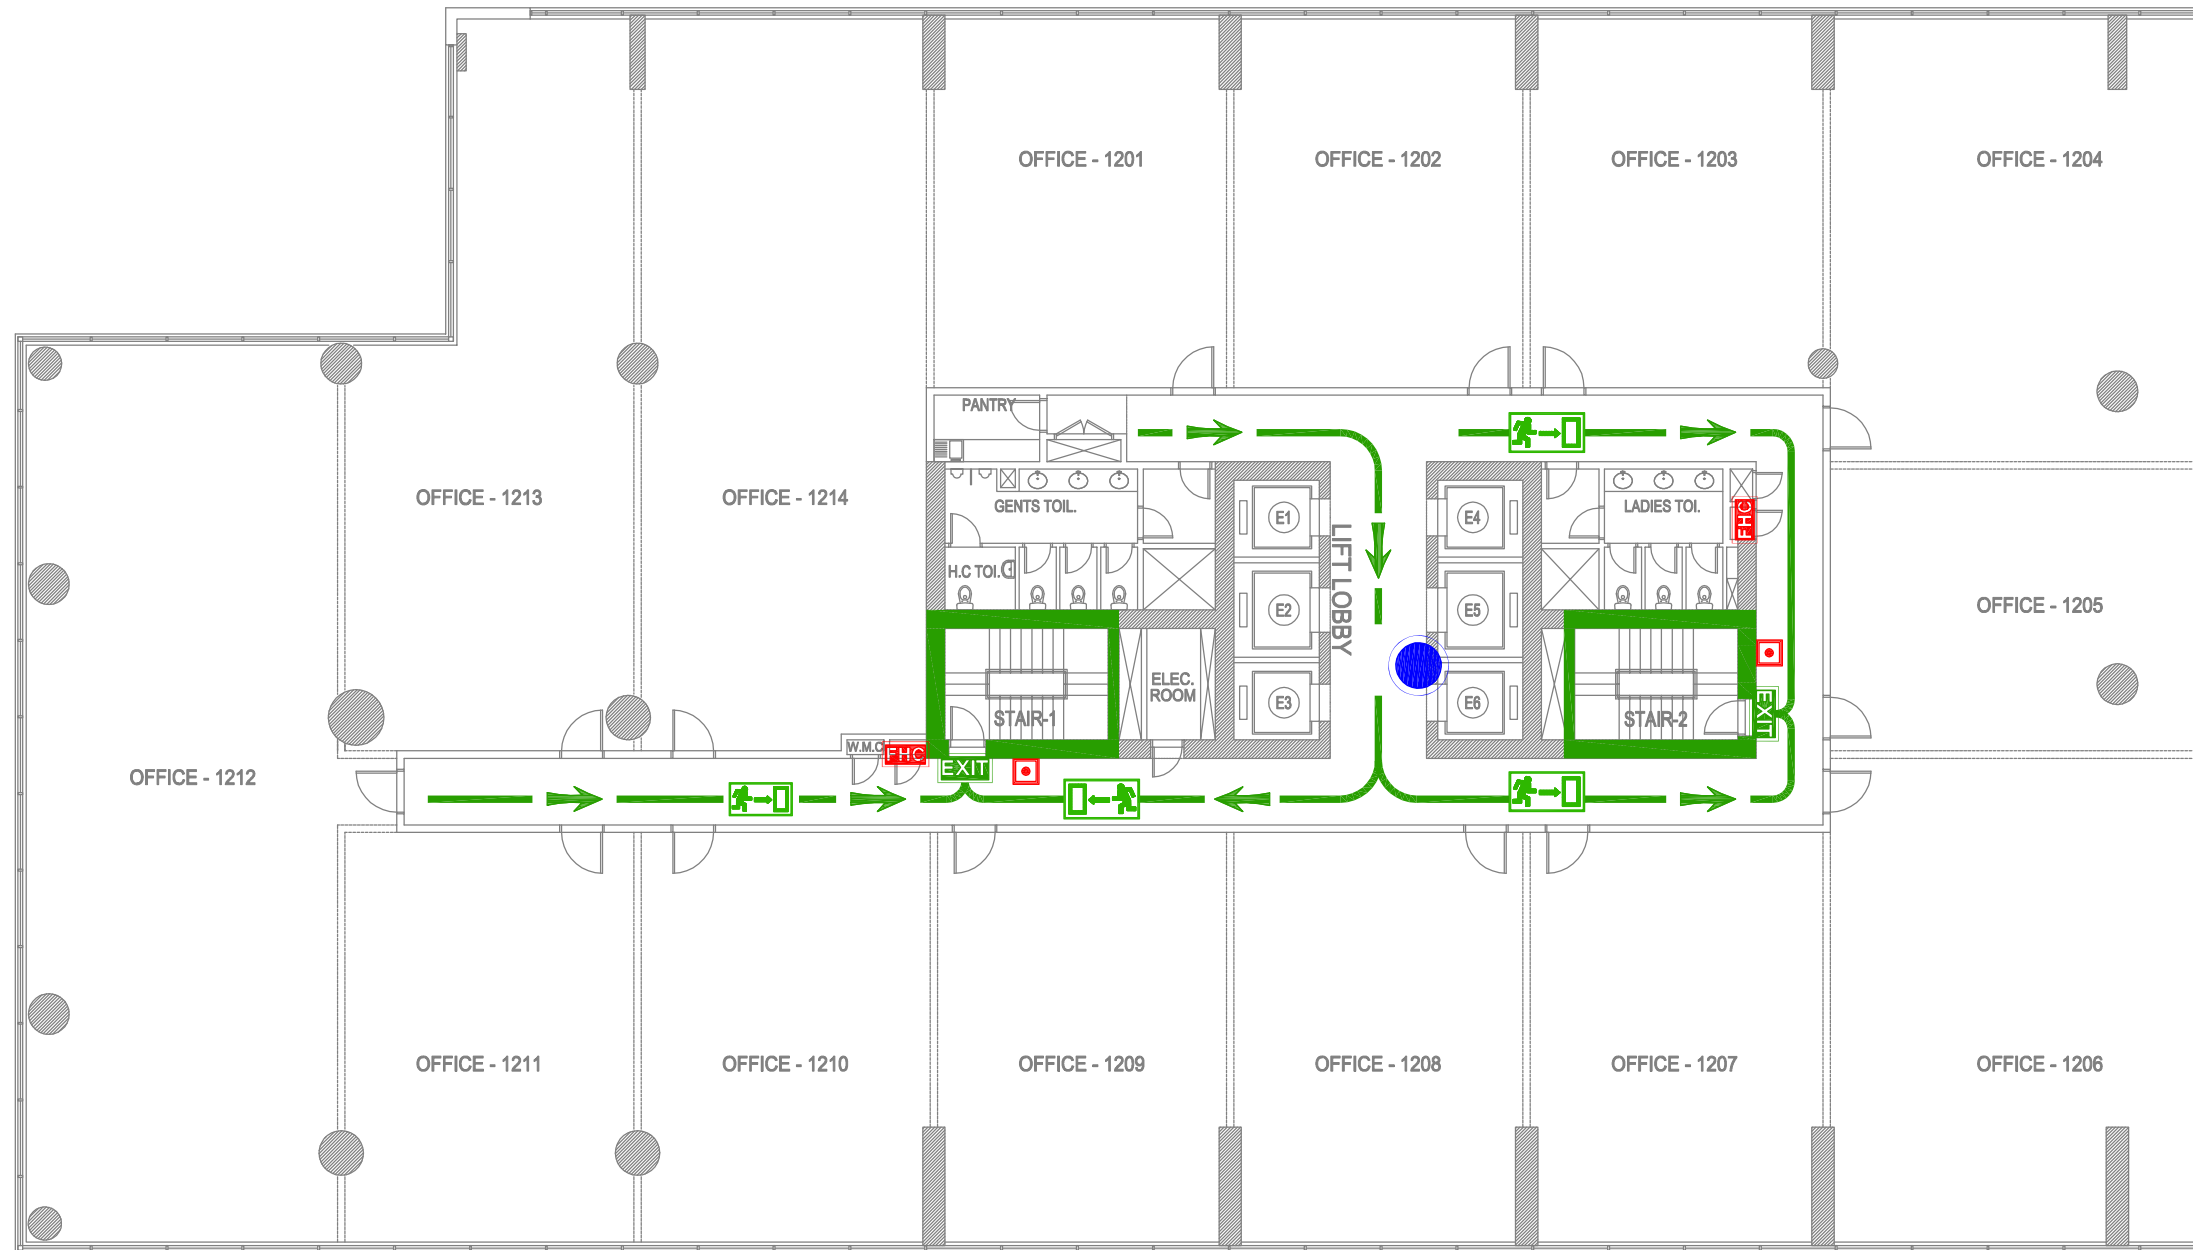 OFFICE - 1201
OFFICE - 1202
OFFICE - 1203
OFFICE - 1204
PANTRY
OFFICE - 1213
OFFICE - 1214
GENTS TOIL.
E1
LIFT LOBBY
E4
LADIES TOI.
FHC
H.C TOI.
E2
E5
OFFICE - 1205
ELEC.
ROOM
E3
E6
STAIR-1
STAIR-2
EXIT
W.M.C
FHC
EXIT
OFFICE - 1212
OFFICE - 1211
OFFICE - 1210
OFFICE - 1209
OFFICE - 1208
OFFICE - 1207
OFFICE - 1206